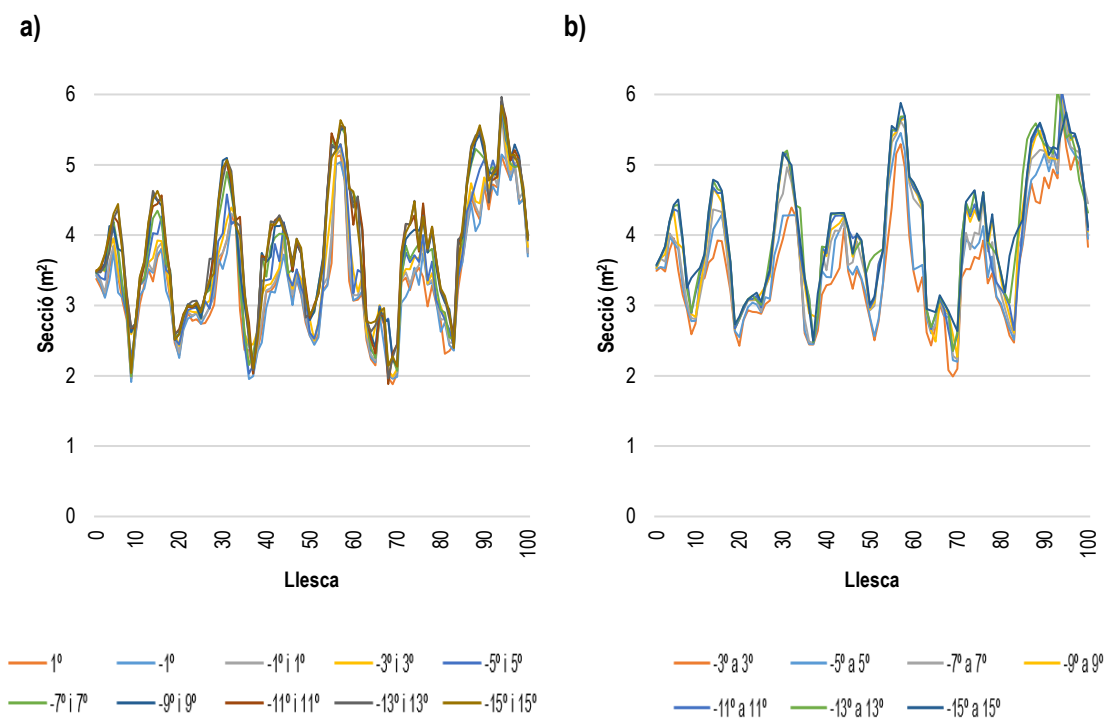 a)
b)
6
5
4
3
2
1
0
Secció (m²)
0 10 20 30 40 50 60 70 80 90 100
Llesca
6
5
4
3
2
1
0
Secció (m²)
0 10 20 30 40 50 60 70 80 90 100
Llesca
1º -1º -1º i 1º -3º i 3º -5º i 5º
-7º i 7º -9º i 9º -11º i 11º -13º i 13º -15º i 15º
-3º a 3º -5º a 5º -7º a 7º -9º a 9º
-11º a 11º -13º a 13º -15º a 15º